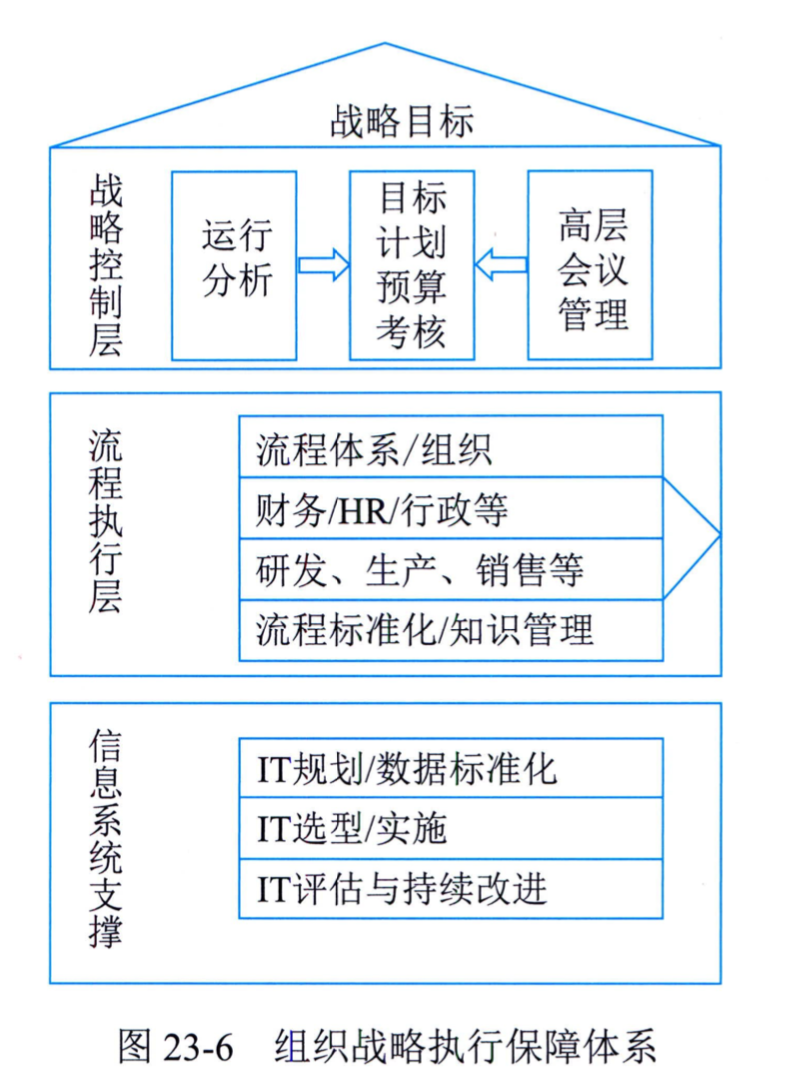 战略目标
战略控制层
运行
分析
目标
计划
预算
考核
高层
会议
管理
流程执行层
流程体系/组织
财务/HR/行政等
研发、生产、销售等
流程标准化/知识管理
信息系统支撑
IT规划/数据标准化
IT选型/实施
IT评估与持续改进
图 23-6 组织战略执行保障体系